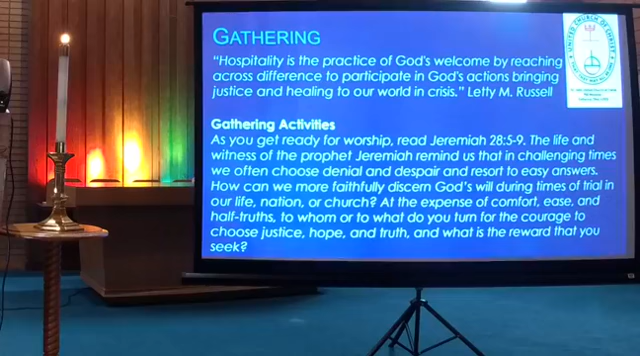 GATHERING
“Hospitality is the practice of God's welcome by reaching
across difference to participate in God's actions bringing
justice and healing to our world in crisis.” Letty M. Russell
Gathering Activities
As you get ready for worship, read Jeremiah 28:5-9. The life and
witness of the prophet Jeremiah remind us that in challenging times
we often choose denial and despair and resort to easy answers.
How can we more faithfully discern God’s will during times of trial in
our life, nation, or church? At the expense of comfort, ease, and
half-truths, to whom or to what do you turn for the courage to
choose justice, hope, and truth, and what is the reward that you
seek?
UNITED CHURCH OF CHRIST